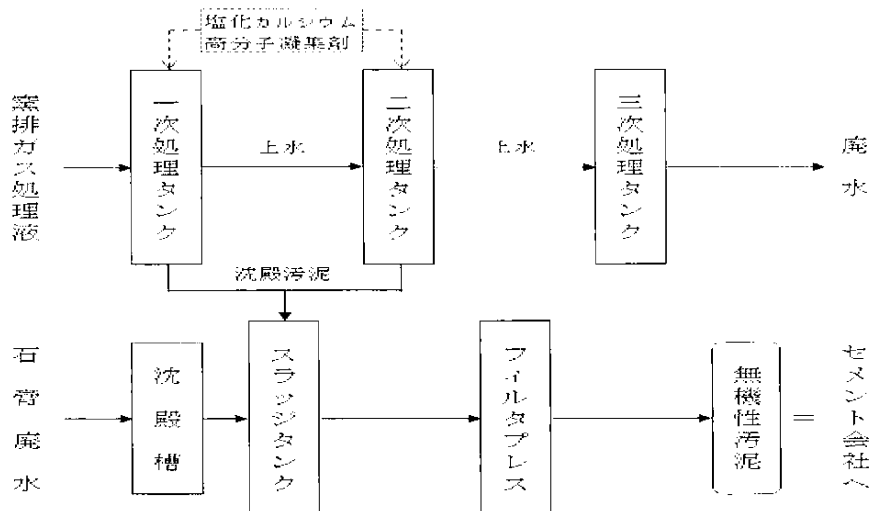 塩化カルシウム
高分子凝集剤
窯排ガス処理液
一次処理タンク
上水
二次処理タンク
上水
三次処理タンク
廃水
沈殿汚泥
石膏廃水
沈殿槽
スラッジタンク
フィルタプレス
無機性汚泥
=
セメント会社へ